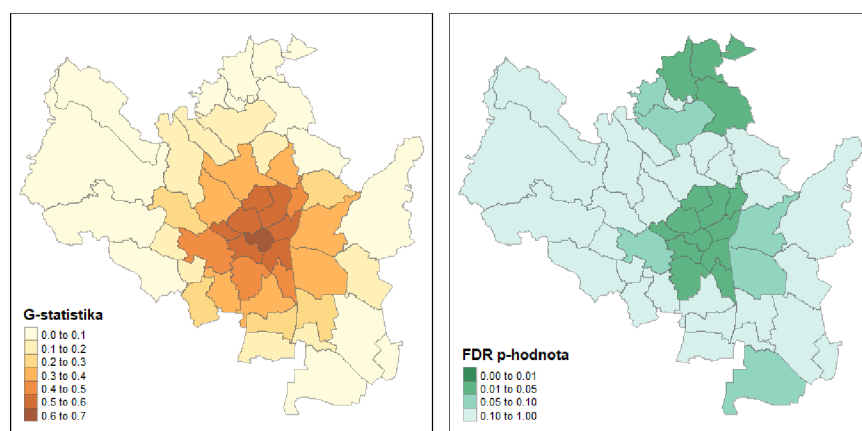 G-statistika
0.0 to 0.1
0.1 to 0.2
0.2 to 0.3
0.3 to 0.4
0.4 to 0.5
0.5 to 0.6
0.6 to 0.7
FDR p-hodnota
0.00 to 0.01
0.01 to 0.05
0.05 to 0.10
0.10 to 1.00